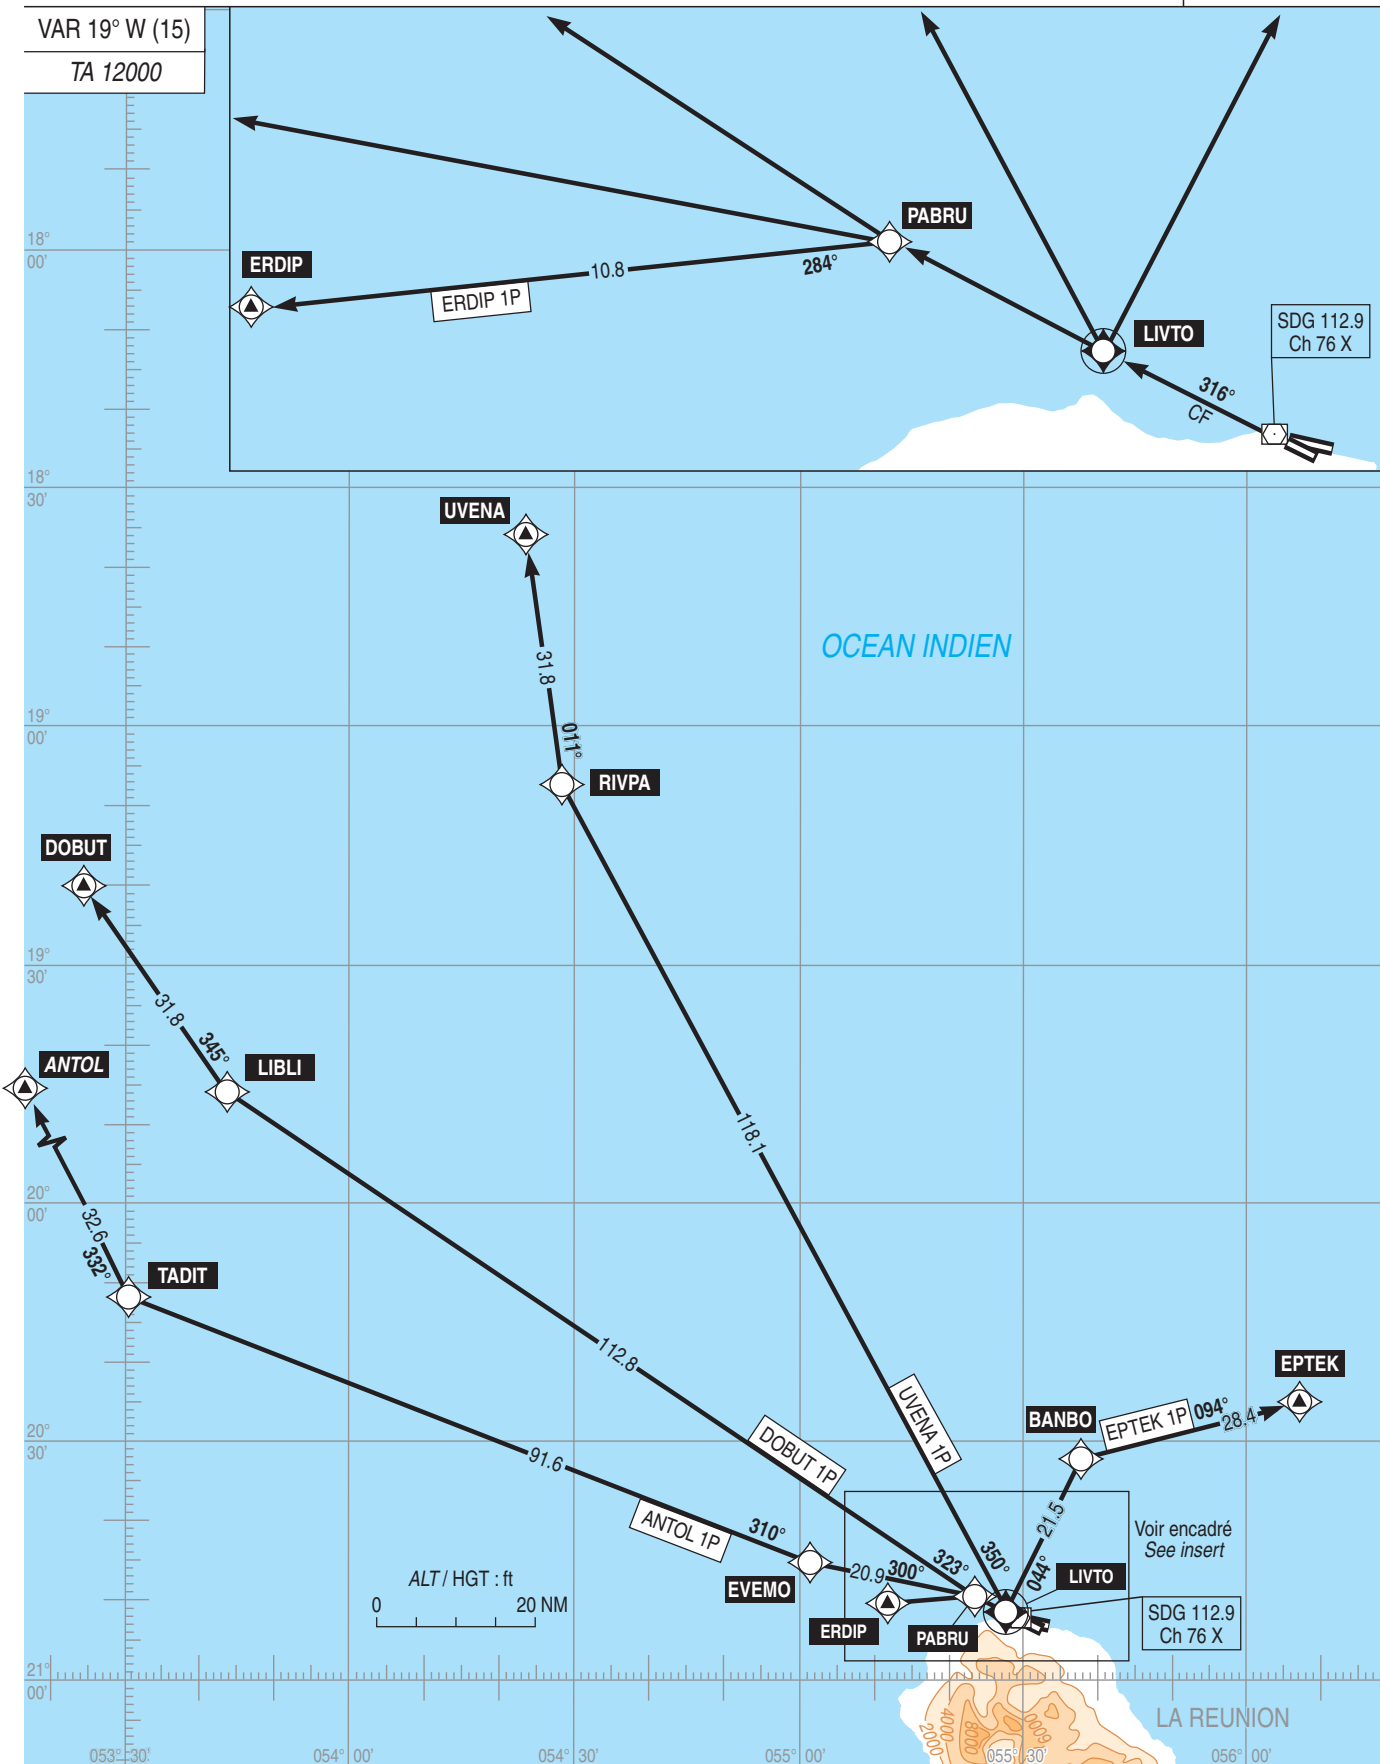 VAR 19° W (15)
TA 12000
PABRU
18°
00'
ERDIP
10.8
284°
ERDIP 1P
LIVTO
SDG 112.9
Ch 76 X
316°
CF
18°
30'
UVENA
OCEAN INDIEN
31.8
19°
00'
011°
RIVPA
DOBUT
19°
30'
31.8
345°
ANTOL
LIBLI
118.1
20°
00'
32.6
332°
TADIT
112.8
EPTEK
UVENA 1P
BANBO
EPTEK 1P
094°
28.4
20°
30'
91.6
DOBUT 1P
ANTOL 1P
310°
21.5
Voir encadré
See insert
350°
323°
300°
20.9
044°
LIVTO
EVEMO
ALT / HGT : ft
0
20 NM
SDG 112.9
Ch 76 X
ERDIP
PABRU
21°
00'
LA REUNION
2000
4000
8000
6000
053° 30'
054° 00'
054° 30'
055° 00'
055° 30'
056° 00'